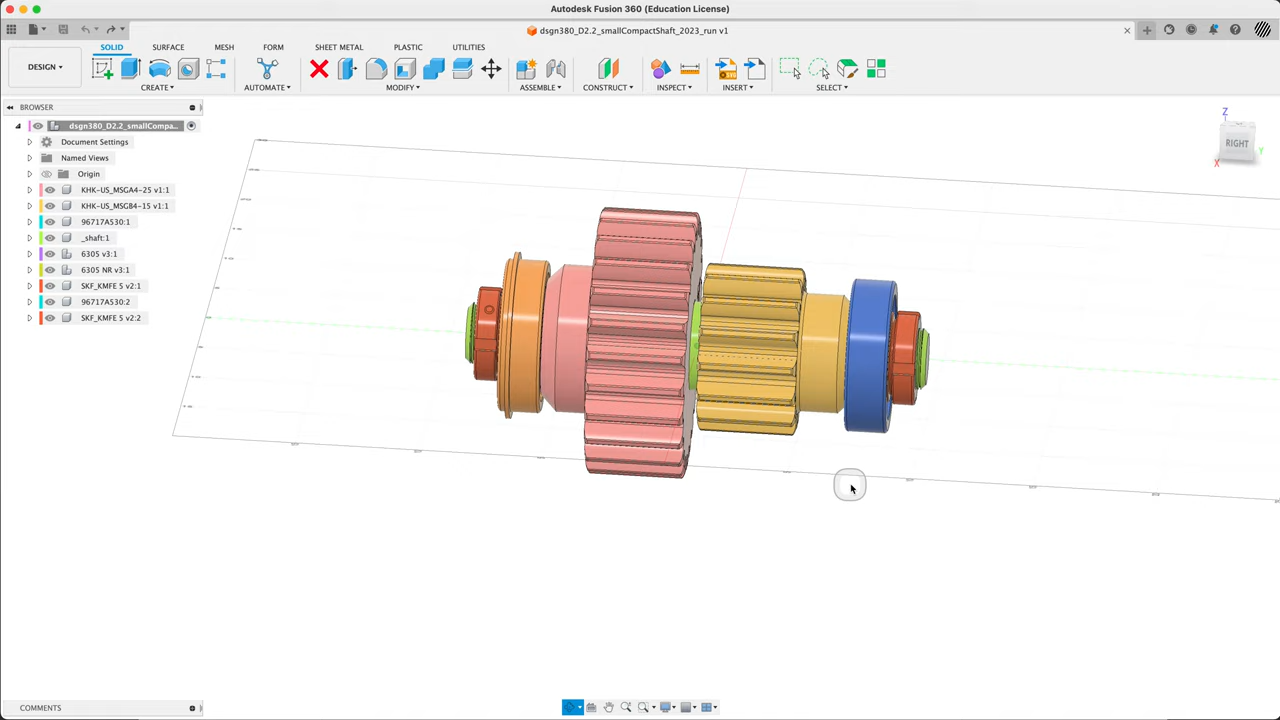 Autodesk Fusion 360 (Education License)
dsgn380_D2.2_smallCompactShaft_2023_run v1
DESIGN
SOLID SURFACE MESH FORM SHEET METAL PLASTIC UTILITIES
CREATE AUTOMATE MODIFY ASSEMBLE CONSTRUCT INSPECT INSERT SELECT
SVG
BROWSER
dsgn380_D2.2_smallCompa...
Document Settings
Named Views
Origin
KHK-US_MSGA4-25 v1:1
KHK-US_MSGB4-15 v1:1
96717A530:1
_shaft:1
6305 v3:1
6305 NR v3:1
SKF_KMFE 5 v2:1
96717A530:2
SKF_KMFE 5 v2:2
Z
RIGHT
X
Y
COMMENTS